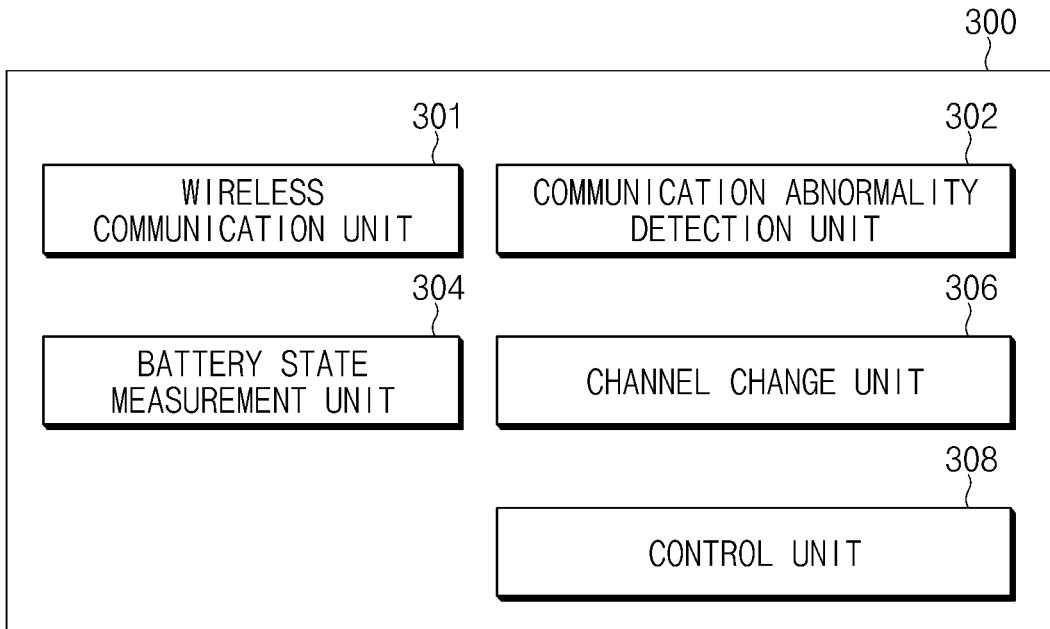 300
301
WIRELESS
COMMUNICATION UNIT
302
COMMUNICATION ABNORMALITY
DETECTION UNIT
304
BATTERY STATE
MEASUREMENT UNIT
306
CHANNEL CHANGE UNIT
308
CONTROL UNIT